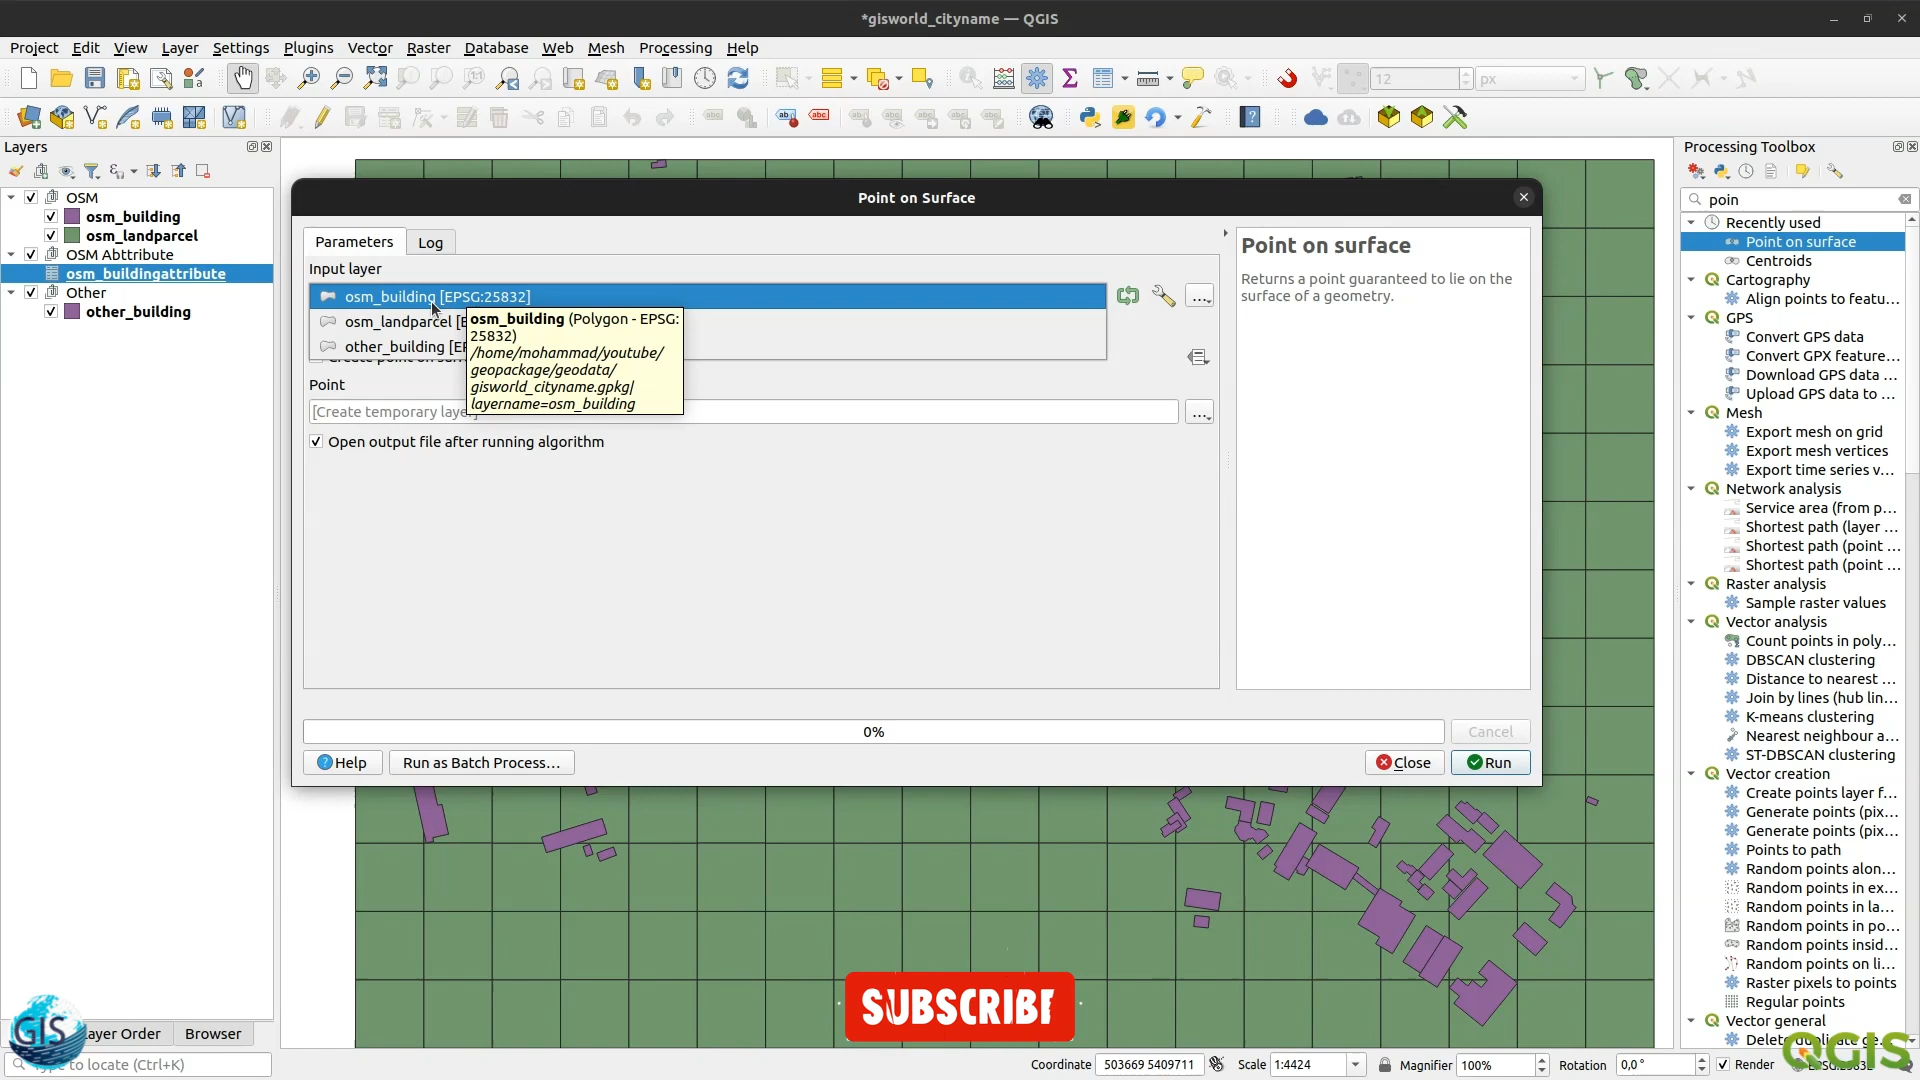 *gisworld_cityname — QGIS
Project Edit View Layer Settings Plugins Vector Raster Database Web Mesh Processing Help
12 px
Layers
OSM
osm_building
osm_landparcel
OSM Abttribute
osm_buildingattribute
Other
other_building
Point on Surface
Parameters Log
Input layer
osm_building [EPSG:25832]
osm_landparcel [E
other_building [EP
osm_building (Polygon - EPSG:
25832)
/home/mohammad/youtube/
geopackage/geodata/
gisworld_cityname.gpkg|
layername=osm_building
Point
[Create temporary laye
Open output file after running algorithm
Point on surface
Returns a point guaranteed to lie on the
surface of a geometry.
0%
Cancel
Help Run as Batch Process… Close Run
Processing Toolbox
poin
Recently used
Point on surface
Centroids
Cartography
Align points to featu…
GPS
Convert GPS data
Convert GPX feature…
Download GPS data …
Upload GPS data to …
Mesh
Export mesh on grid
Export mesh vertices
Export time series v…
Network analysis
Service area (from p…
Shortest path (layer …
Shortest path (point …
Shortest path (point …
Raster analysis
Sample raster values
Vector analysis
Count points in poly…
DBSCAN clustering
Distance to nearest …
Join by lines (hub lin…
K-means clustering
Nearest neighbour a…
ST-DBSCAN clustering
Vector creation
Create points layer f…
Generate points (pix…
Generate points (pix…
Points to path
Random points alon…
Random points in ex…
Random points in la…
Random points in po…
Random points insid…
Random points on li…
Raster pixels to points
Regular points
Vector general
SUBSCRIBE
GIS
Layer Order Browser
to locate (Ctrl+K)
Coordinate 503669 5409711 Scale 1:4424 Magnifier 100% Rotation 0,0° Render
QGIS